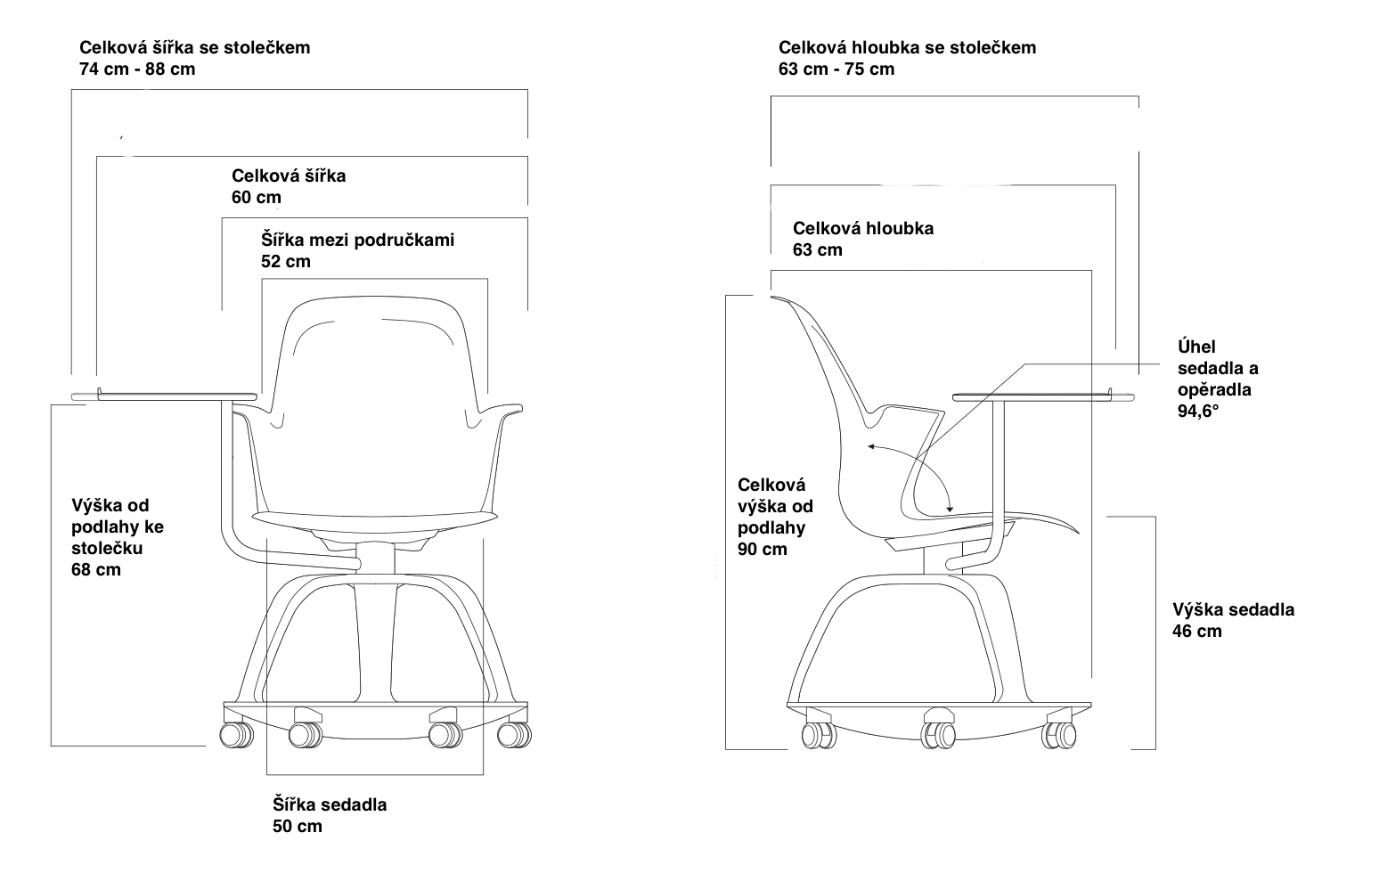 Celková šířka se stolečkem
74 cm - 88 cm
Celková šířka
60 cm
Šířka mezi područkami
52 cm
Výška od
podlahy ke
stolečku
68 cm
Šířka sedadla
50 cm
Celková hloubka se stolečkem
63 cm - 75 cm
Celková hloubka
63 cm
Úhel
sedadla a
opěradla
94,6°
Celková
výška od
podlahy
90 cm
Výška sedadla
46 cm